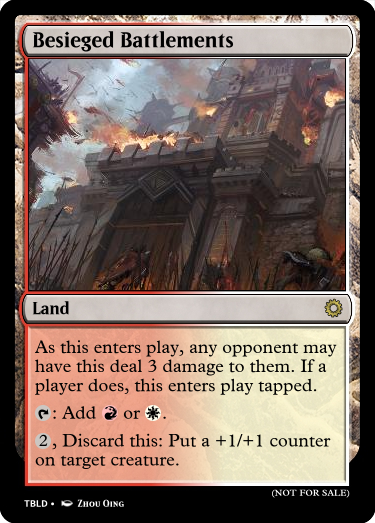 Besieged Battlements
Land
As this enters play, any opponent may
have this deal 3 damage to them. If a
player does, this enters play tapped.
: Add or .
2, Discard this: Put a +1/+1 counter
on target creature.
(NOT FOR SALE)
TBLD • Zhou Qing